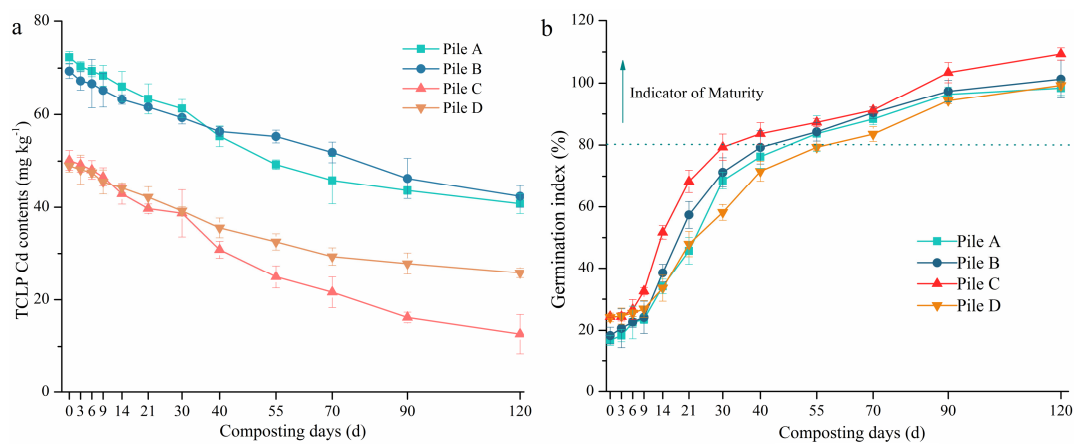 a
80
60
40
20
0
TCLP Cd contents (mg kg-1)
Pile A
Pile B
Pile C
Pile D
0 3 6 9 14 21 30 40 55 70 90 120
Composting days (d)
b
120
100
80
60
40
20
0
Germination index (%)
Indicator of Maturity
Pile A
Pile B
Pile C
Pile D
0 3 6 9 14 21 30 40 55 70 90 120
Composting days (d)